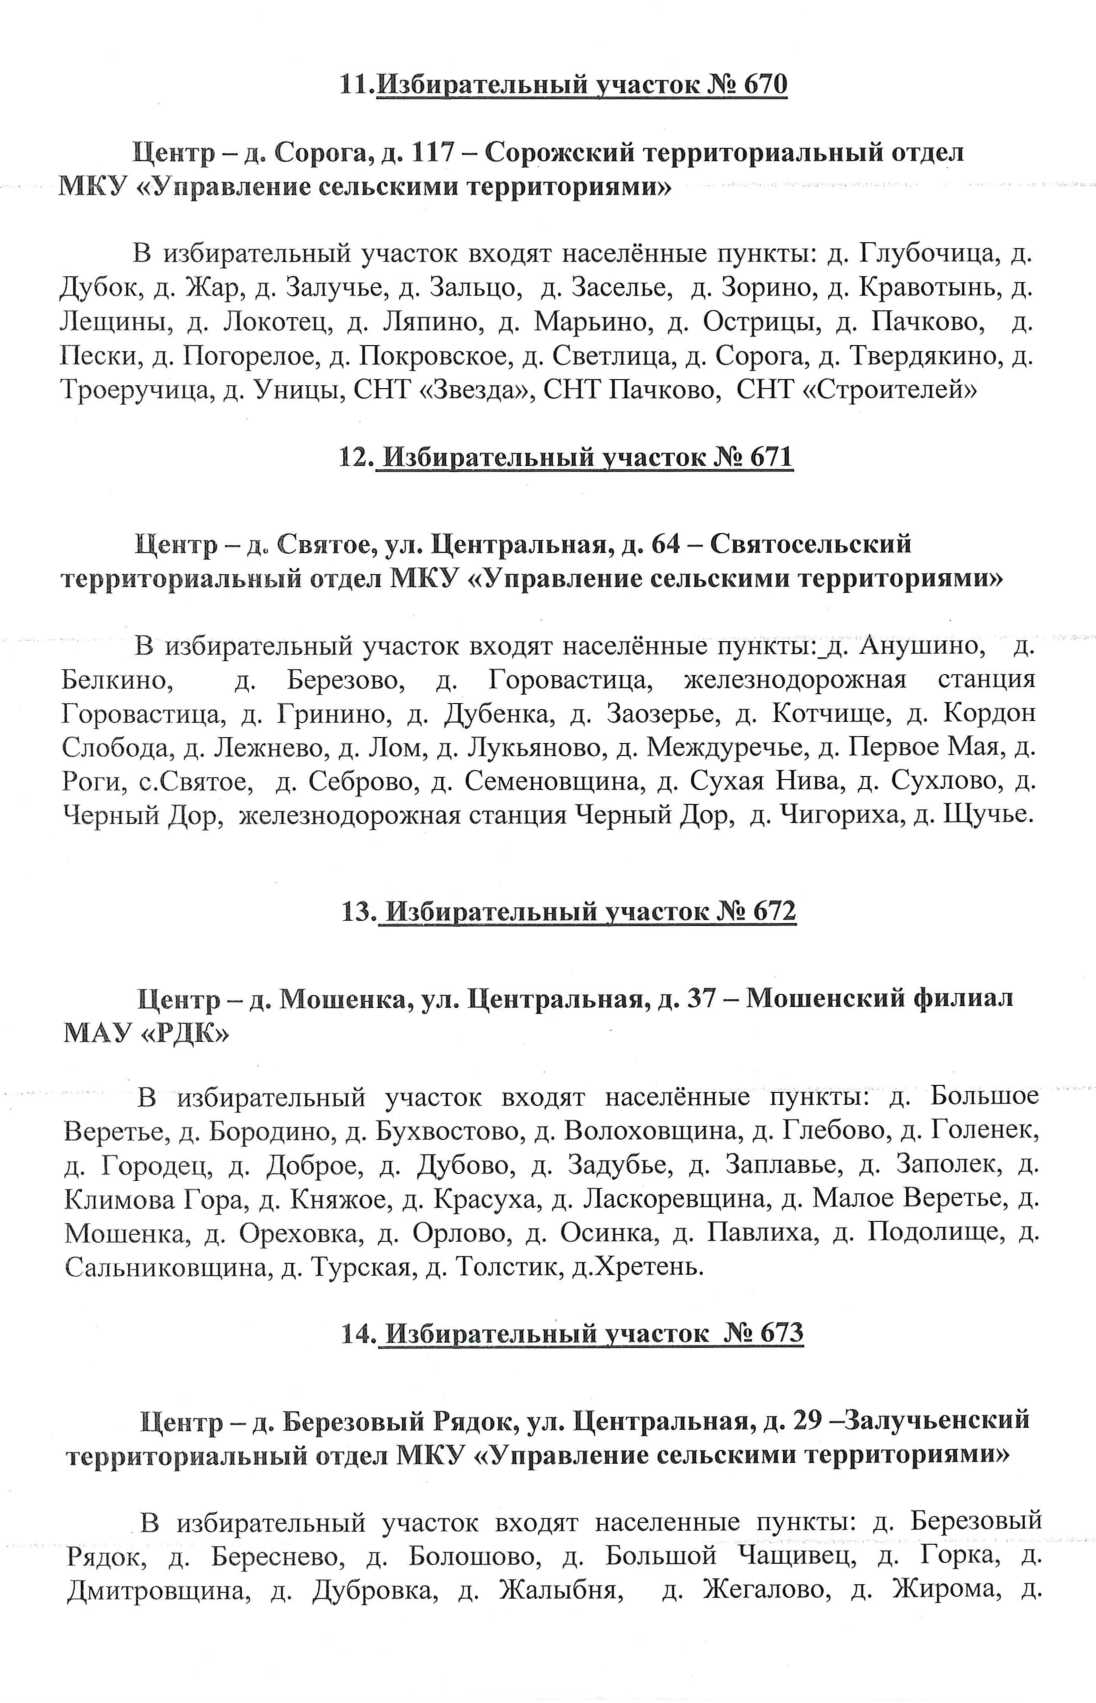 11.Избирательный участок № 670
Центр – д. Сорога, д. 117 – Сорожский территориальный отдел
МКУ «Управление сельскими территориями»
В избирательный участок входят населённые пункты: д. Глубочица, д.
Дубок, д. Жар, д. Залучье, д. Зальцо, д. Заселье, д. Зорино, д. Кравотынь, д.
Лещины, д. Локотец, д. Ляпино, д. Марьино, д. Острицы, д. Пачково, д.
Пески, д. Погорелое, д. Покровское, д. Светлица, д. Сорога, д. Твердякино, д.
Троеручица, д. Уницы, СНТ «Звезда», СНТ Пачково, СНТ «Строителей»
12. Избирательный участок № 671
Центр – д. Святое, ул. Центральная, д. 64 – Святосельский
территориальный отдел МКУ «Управление сельскими территориями»
В избирательный участок входят населённые пункты:_д. Анушино, д.
Белкино, д. Березово, д. Горовастица, железнодорожная станция
Горовастица, д. Гринино, д. Дубенка, д. Заозерье, д. Котчище, д. Кордон
Слобода, д. Лежнево, д. Лом, д. Лукьяново, д. Междуречье, д. Первое Мая, д.
Роги, с.Святое, д. Себрово, д. Семеновщина, д. Сухая Нива, д. Сухлово, д.
Черный Дор, железнодорожная станция Черный Дор, д. Чигориха, д. Щучье.
13. Избирательный участок № 672
Центр – д. Мошенка, ул. Центральная, д. 37 – Мошенский филиал
МАУ «РДК»
В избирательный участок входят населённые пункты: д. Большое
Веретье, д. Бородино, д. Бухвостово, д. Волоховщина, д. Глебово, д. Голенек,
д. Городец, д. Доброе, д. Дубово, д. Задубье, д. Заплавье, д. Заполек, д.
Климова Гора, д. Княжое, д. Красуха, д. Ласкоревщина, д. Малое Веретье, д.
Мошенка, д. Ореховка, д. Орлово, д. Осинка, д. Павлиха, д. Подолище, д.
Сальниковщина, д. Турская, д. Толстик, д.Хретень.
14. Избирательный участок № 673
Центр – д. Березовый Рядок, ул. Центральная, д. 29 –Залучьенский
территориальный отдел МКУ «Управление сельскими территориями»
В избирательный участок входят населенные пункты: д. Березовый
Рядок, д. Береснево, д. Болошово, д. Большой Чащивец, д. Горка, д.
Дмитровщина, д. Дубровка, д. Жалыбня, д. Жегалово, д. Жирома, д.